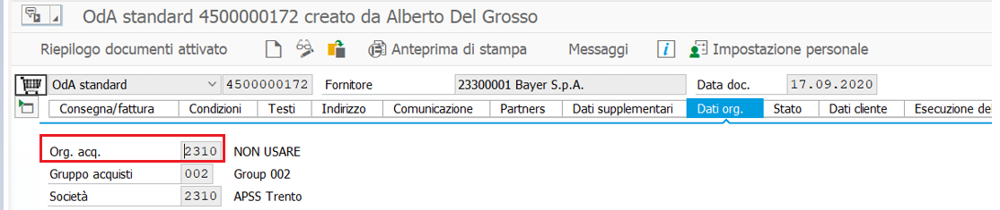 OdA standard 4500000172 creato da Alberto Del Grosso
Riepilogo documenti attivato Anteprima di stampa Messaggi Impostazione personale
OdA standard 4500000172 Fornitore 23300001 Bayer S.p.A. Data doc. 17.09.2020
Consegna/fattura Condizioni Testi Indirizzo Comunicazione Partners Dati supplementari Dati org. Stato Dati cliente Esecuzione del
Org. acq. 2310 NON USARE
Gruppo acquisti 002 Group 002
Società 2310 APSS Trento